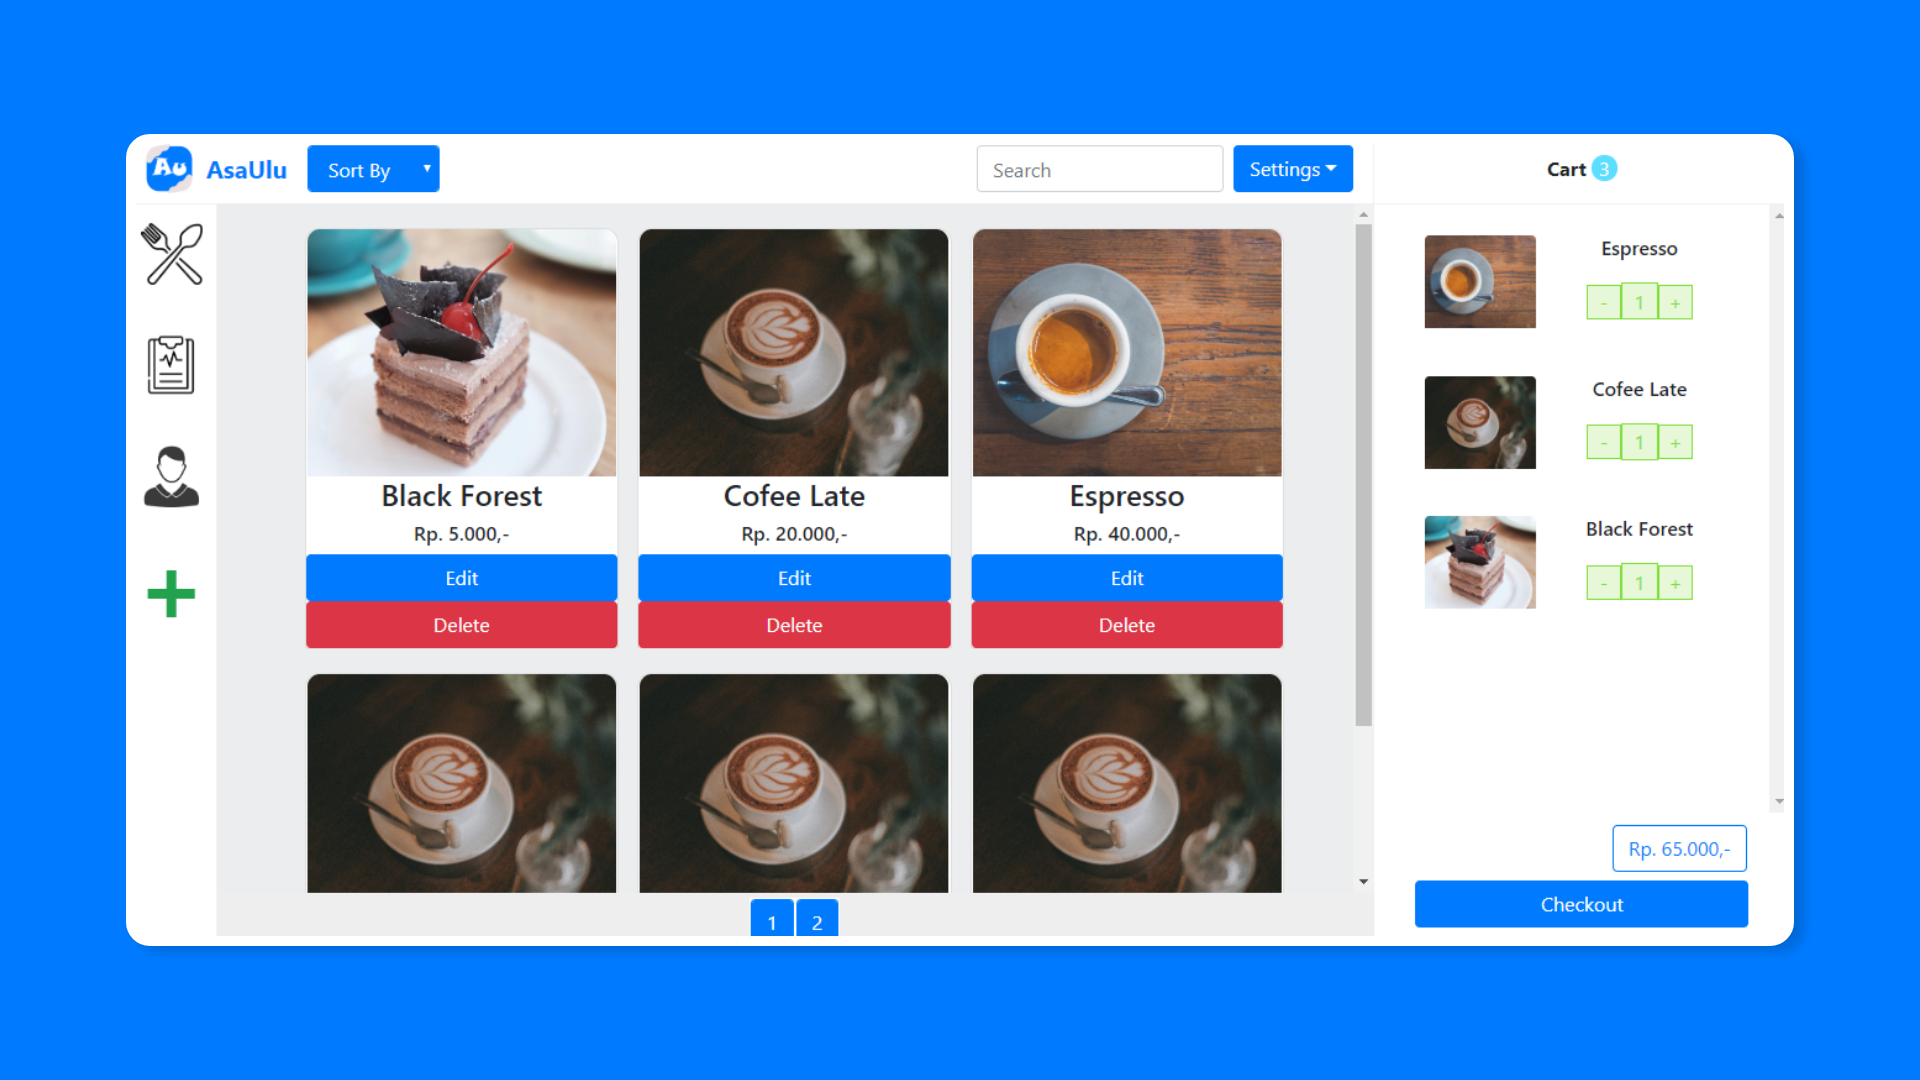 Au AsaUlu Sort By Search Settings Cart 3
Black Forest
Rp. 5.000,-
Edit
Delete
Cofee Late
Rp. 20.000,-
Edit
Delete
Espresso
Rp. 40.000,-
Edit
Delete
1 2
Espresso
- 1 +
Cofee Late
- 1 +
Black Forest
- 1 +
Rp. 65.000,-
Checkout